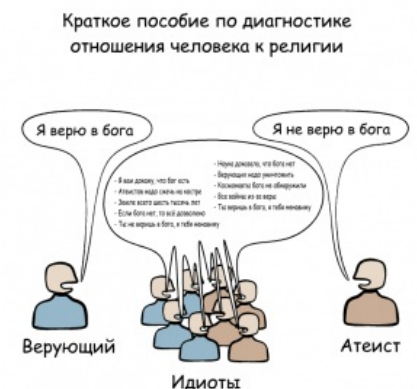 Краткое пособие по диагностике
отношения человека к религии
Я верю в бога
Я не верю в бога
- Я вам докажу, что бог есть
- Атеистов надо сжечь на костре
- Земле всего шесть тысяч лет
- Если бога нет, то всё дозволено
- Ты не веришь в бога, я тебя ненавижу
- Наука доказала, что бога нет
- Верующих надо уничтожить
- Космонавты бога не обнаружили
- Все войны из-за веры
- Ты веришь в бога, я тебя ненавижу
Верующий
Атеист
Идиоты